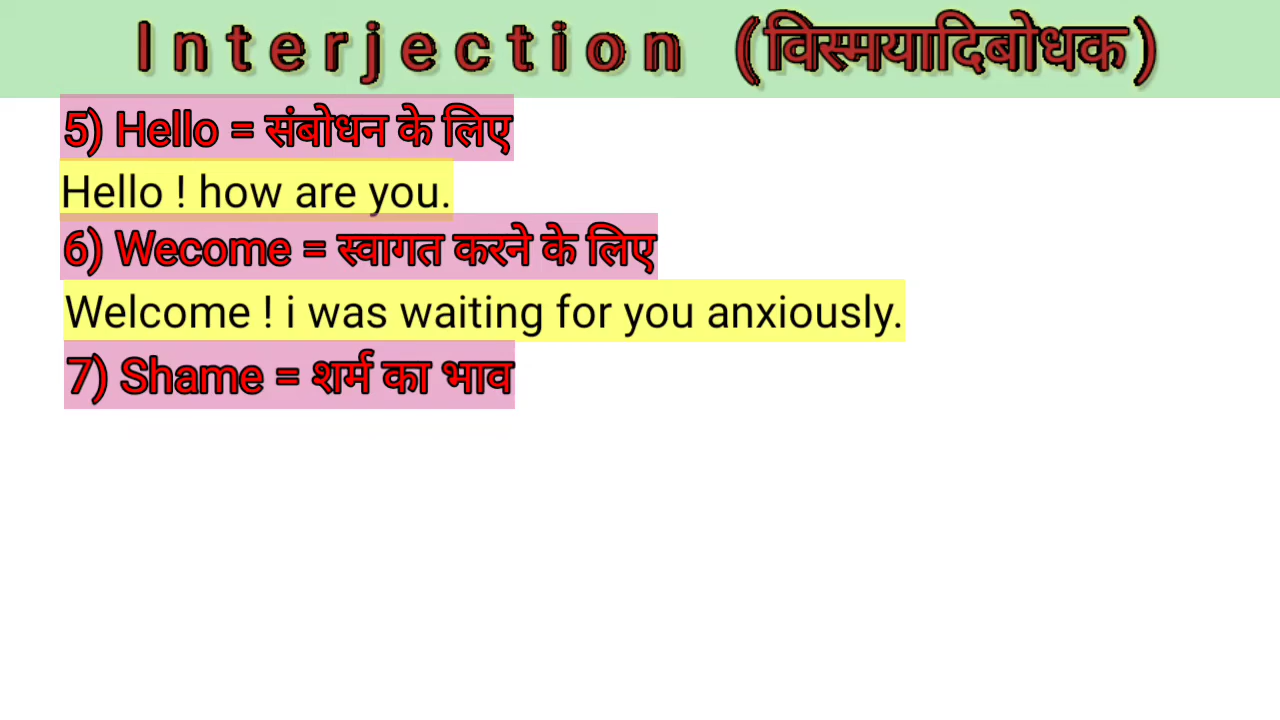 Interjection (विस्मयादिबोधक)
5) Hello = संबोधन के लिए
Hello ! how are you.
6) Wecome = स्वागत करने के लिए
Welcome ! i was waiting for you anxiously.
7) Shame = शर्म का भाव